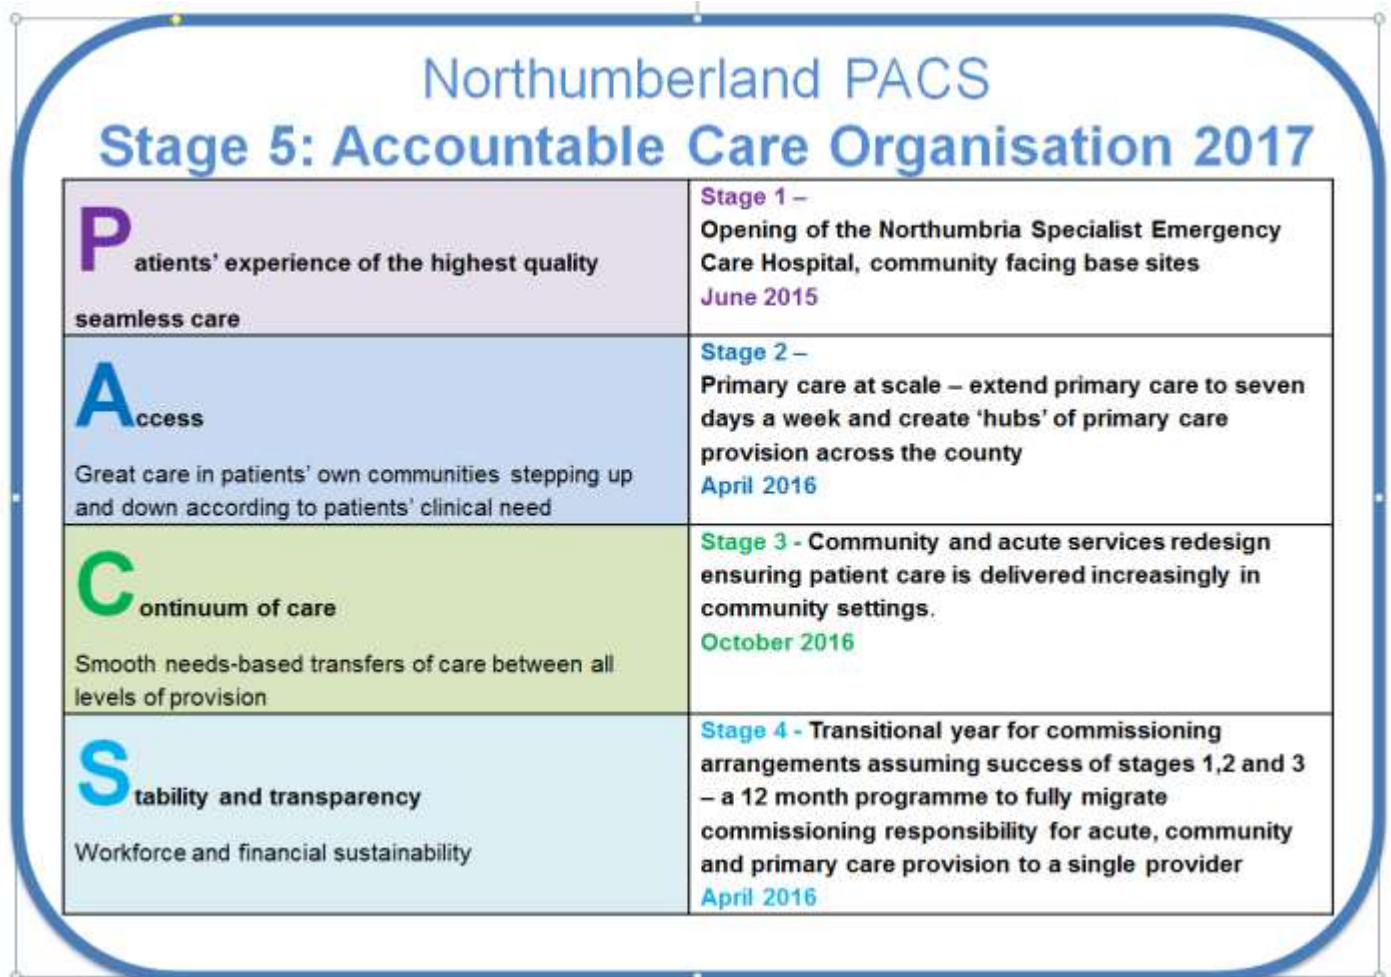 Northumberland PACS
Stage 5: Accountable Care Organisation 2017
Patients’ experience of the highest quality
seamless care
Stage 1 –
Opening of the Northumbria Specialist Emergency
Care Hospital, community facing base sites
June 2015
Access
Great care in patients’ own communities stepping up
and down according to patients’ clinical need
Stage 2 –
Primary care at scale – extend primary care to seven
days a week and create ‘hubs’ of primary care
provision across the county
April 2016
Continuum of care
Smooth needs-based transfers of care between all
levels of provision
Stage 3 - Community and acute services redesign
ensuring patient care is delivered increasingly in
community settings.
October 2016
Stability and transparency
Workforce and financial sustainability
Stage 4 - Transitional year for commissioning
arrangements assuming success of stages 1,2 and 3
– a 12 month programme to fully migrate
commissioning responsibility for acute, community
and primary care provision to a single provider
April 2016